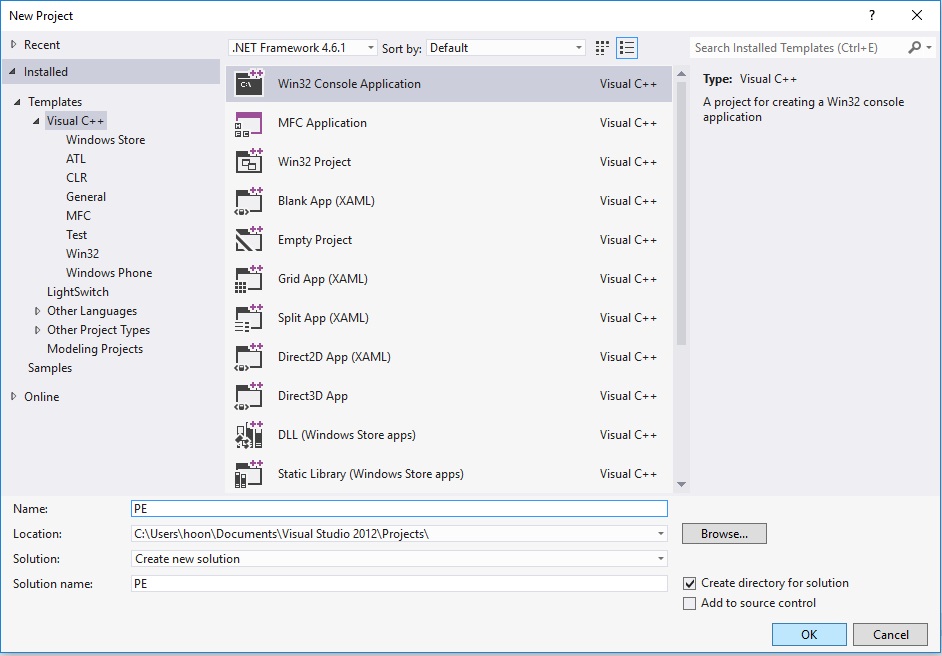 New Project
?
Recent
.NET Framework 4.6.1 Sort by: Default
Search Installed Templates (Ctrl+E)
Installed
Templates
Visual C++
Windows Store
ATL
CLR
General
MFC
Test
Win32
Windows Phone
LightSwitch
Other Languages
Other Project Types
Modeling Projects
Samples
Online
Win32 Console Application Visual C++
MFC Application Visual C++
Win32 Project Visual C++
Blank App (XAML) Visual C++
Empty Project Visual C++
Grid App (XAML) Visual C++
Split App (XAML) Visual C++
Direct2D App (XAML) Visual C++
Direct3D App Visual C++
DLL (Windows Store apps) Visual C++
Static Library (Windows Store apps) Visual C++
Type: Visual C++
A project for creating a Win32 console
application
Name: PE
Location: C:\Users\hoon\Documents\Visual Studio 2012\Projects\ Browse...
Solution: Create new solution
Solution name: PE
Create directory for solution
Add to source control
OK Cancel